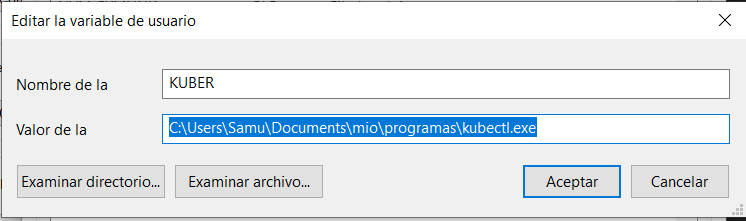 Editar la variable de usuario
Nombre de la
KUBER
Valor de la
C:\Users\Samu\Documents\mio\programas\kubectl.exe
Examinar directorio...
Examinar archivo...
Aceptar
Cancelar